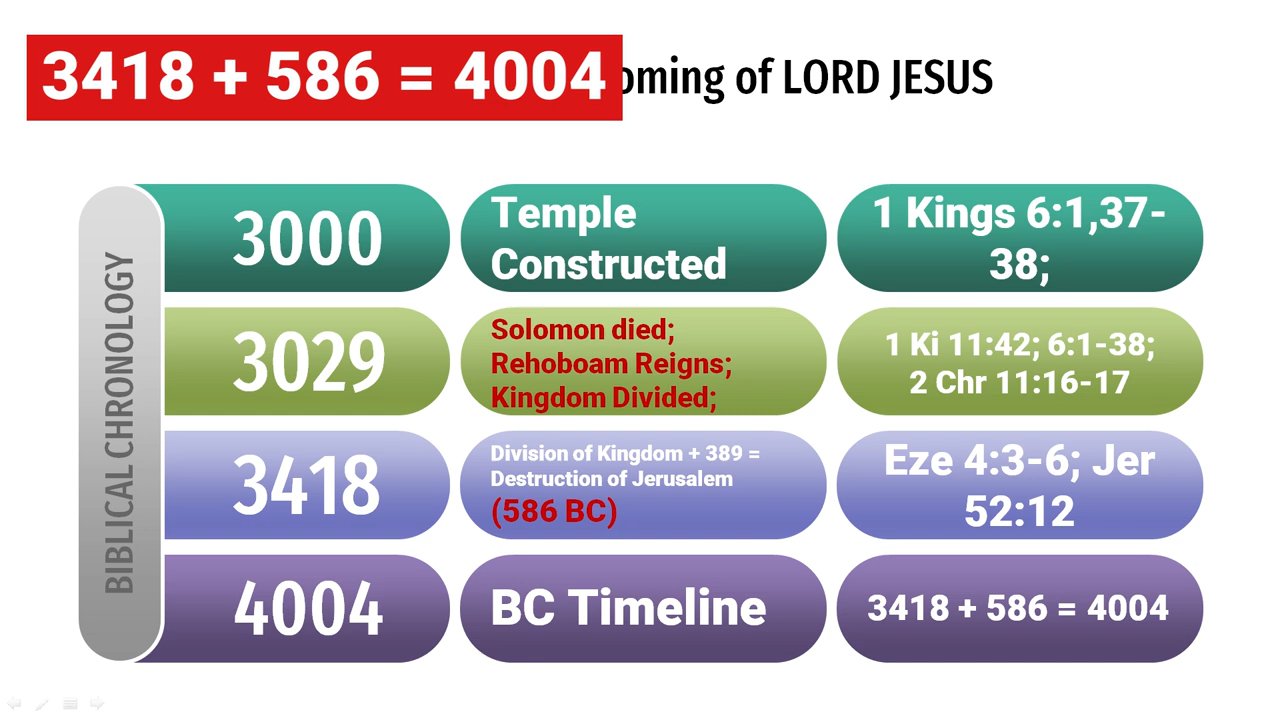 3418 + 586 = 4004
oming of LORD JESUS
BIBLICAL CHRONOLOGY
3000
Temple
Constructed
1 Kings 6:1,37-
38;
3029
Solomon died;
Rehoboam Reigns;
Kingdom Divided;
1 Ki 11:42; 6:1-38;
2 Chr 11:16-17
3418
Division of Kingdom + 389 =
Destruction of Jerusalem
(586 BC)
Eze 4:3-6; Jer
52:12
4004
BC Timeline
3418 + 586 = 4004